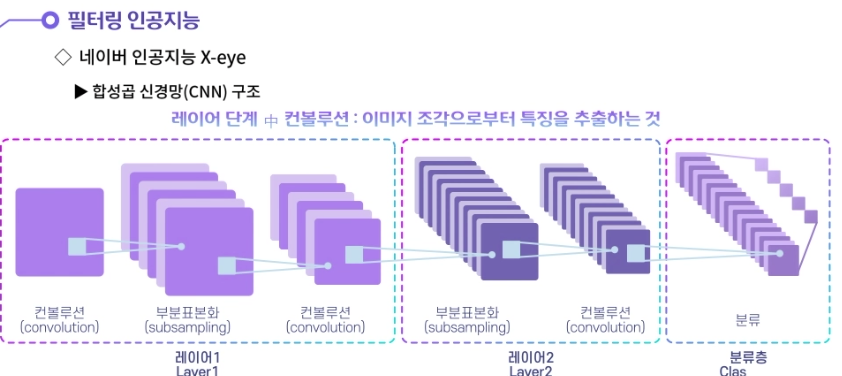 필터링 인공지능
◇ 네이버 인공지능 X-eye
▶ 합성곱 신경망(CNN) 구조
레이어 단계 中 컨볼루션 : 이미지 조각으로부터 특징을 추출하는 것
컨볼루션
(convolution)
부분표본화
(subsampling)
컨볼루션
(convolution)
부분표본화
(subsampling)
컨볼루션
(convolution)
분류
레이어1
Layer1
레이어2
Layer2
분류층
Clas